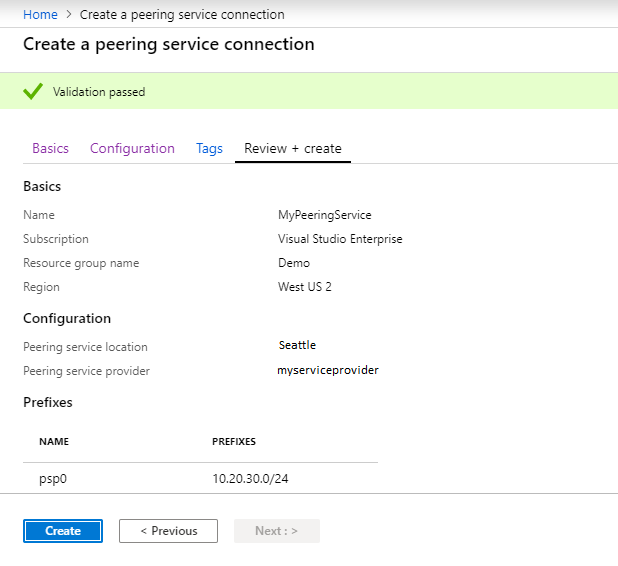 Home > Create a peering service connection
Create a peering service connection
Validation passed
Basics Configuration Tags Review + create
Basics
Name MyPeeringService
Subscription Visual Studio Enterprise
Resource group name Demo
Region West US 2
Configuration
Peering service location Seattle
Peering service provider myserviceprovider
Prefixes
NAME PREFIXES
psp0 10.20.30.0/24
Create < Previous Next : >